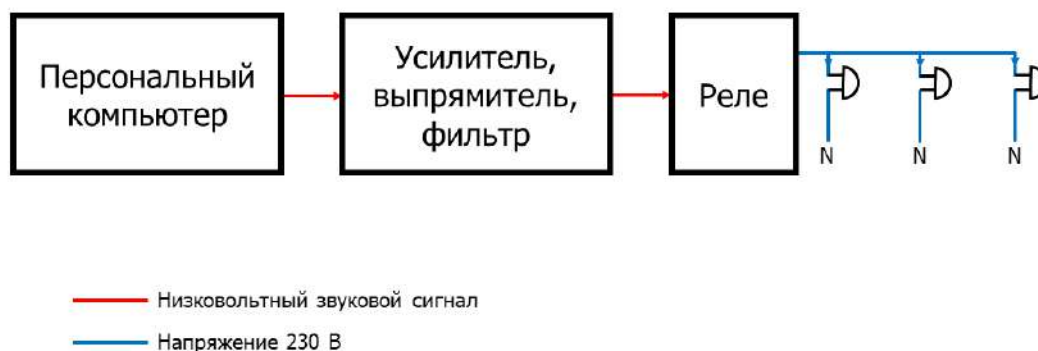 Персональный
компьютер
Усилитель,
выпрямитель,
фильтр
Реле
N N N
Низковольтный звуковой сигнал
Напряжение 230 В